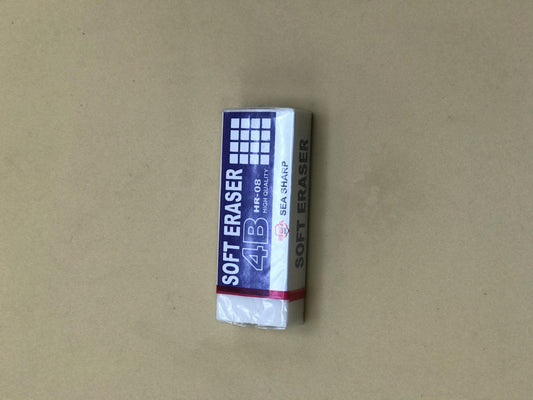 SOFT ERASER
4B
HR-08
HIGH QUALITY
SEA SHARP
SOFT ERASER